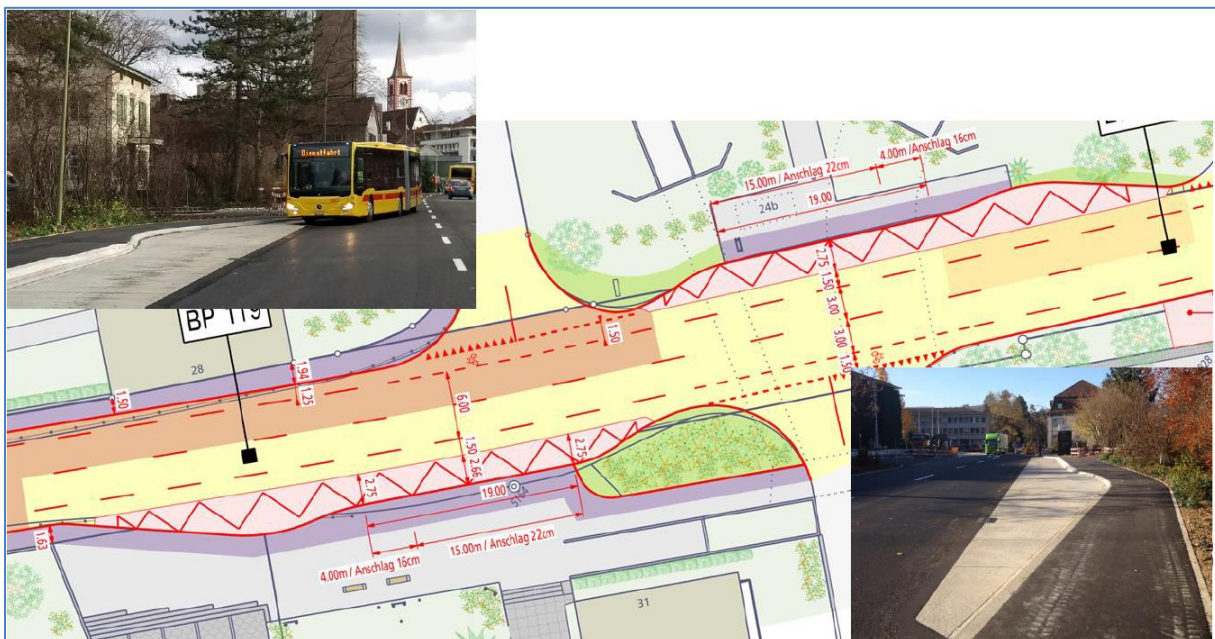 Dienstfahrt
4.00m /Anschlag 16cm
15.00m /Anschlag 22cm
19.00
24b
2.75
1.50
3.00
3.00
1.50
BP 119
28
1.94
1.25
1.50
1.50
6.00
1.50
2.66
2.75
2.75
19.00
5764
1.63
4.00m / Anschlag 16cm
15.00m / Anschlag 22cm
31